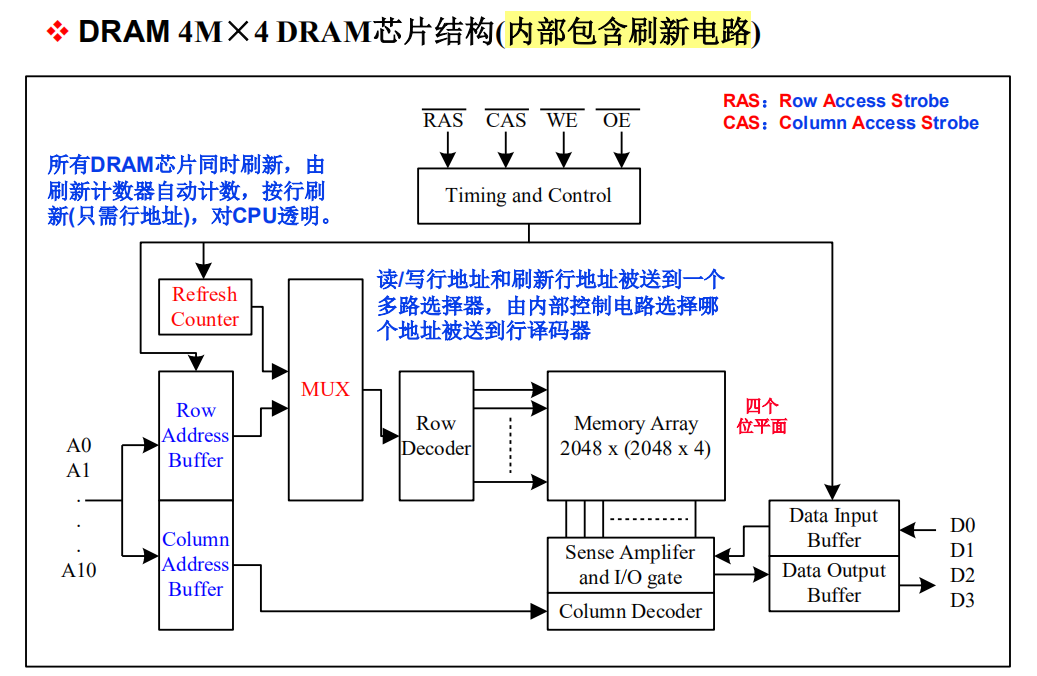 ❖ DRAM 4M×4 DRAM芯片结构(内部包含刷新电路)
RAS CAS WE OE
RAS：Row Access Strobe
CAS：Column Access Strobe
所有DRAM芯片同时刷新，由
刷新计数器自动计数，按行刷
新(只需行地址)，对CPU透明。
Timing and Control
读/写行地址和刷新行地址被送到一个
多路选择器，由内部控制电路选择哪
个地址被送到行译码器
Refresh
Counter
MUX
Row
Address
Buffer
Row
Decoder
Memory Array
2048 x (2048 x 4)
四个
位平面
A0
A1
.
.
.
A10
Column
Address
Buffer
Sense Amplifer
and I/O gate
Column Decoder
Data Input
Buffer
Data Output
Buffer
D0
D1
D2
D3